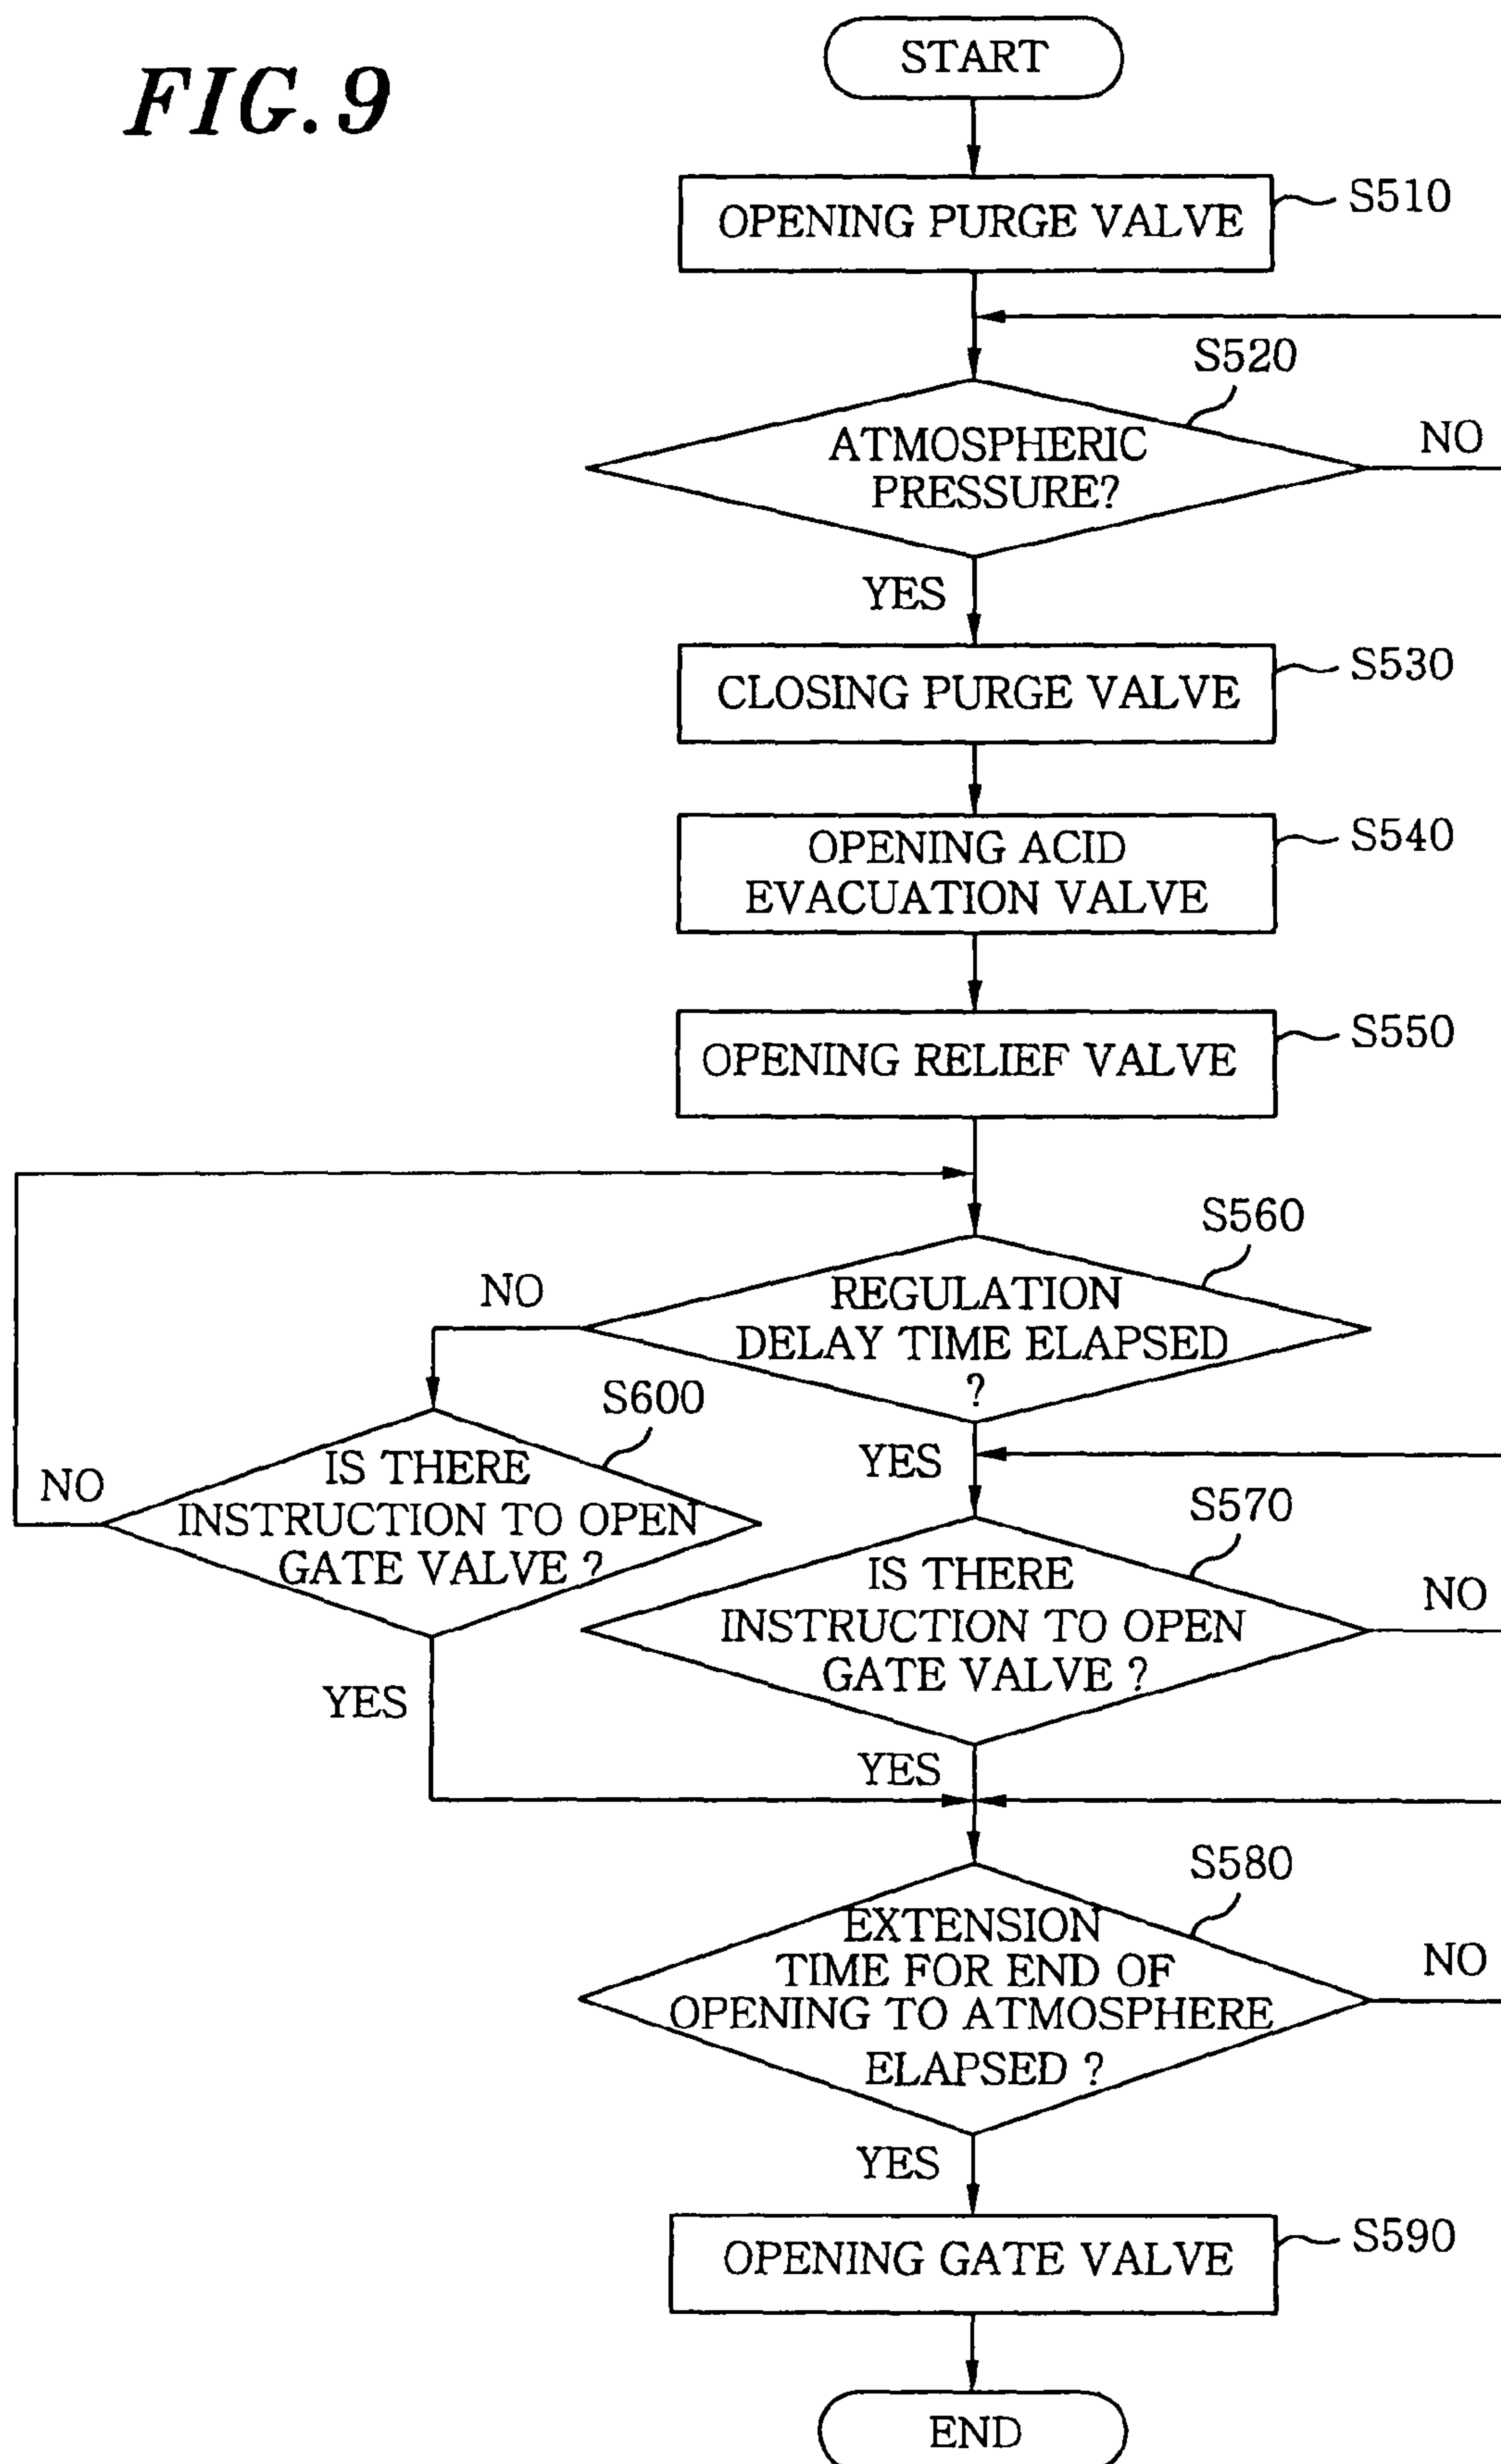 FIG. 9
START
OPENING PURGE VALVE
S510
S520
ATMOSPHERIC
PRESSURE?
NO
YES
CLOSING PURGE VALVE
S530
OPENING ACID
EVACUATION VALVE
S540
OPENING RELIEF VALVE
S550
S560
REGULATION
DELAY TIME ELAPSED
?
NO
YES
S600
IS THERE
INSTRUCTION TO OPEN
GATE VALVE ?
NO
YES
S570
IS THERE
INSTRUCTION TO OPEN
GATE VALVE ?
NO
YES
S580
EXTENSION
TIME FOR END OF
OPENING TO ATMOSPHERE
ELAPSED ?
NO
YES
OPENING GATE VALVE
S590
END